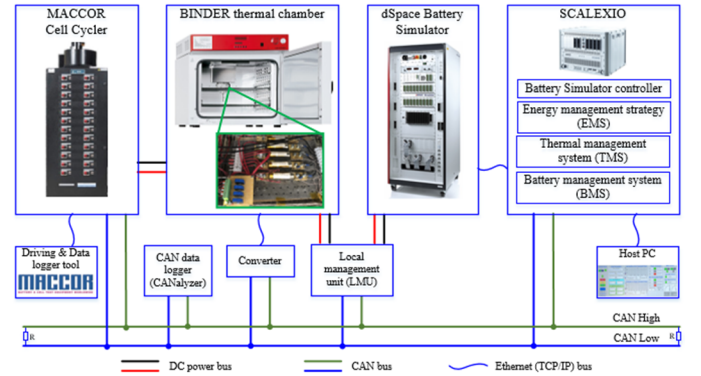 MACCOR
Cell Cycler
BINDER thermal chamber
dSpace Battery
Simulator
SCALEXIO
Battery Simulator controller
Energy management strategy
(EMS)
Thermal management
system (TMS)
Battery management system
(BMS)
Driving & Data
logger tool
MACCOR
CAN data
logger
(CANalyzer)
Converter
Local
management
unit (LMU)
Host PC
CAN High
R
CAN Low
R
DC power bus
CAN bus
Ethernet (TCP/IP) bus